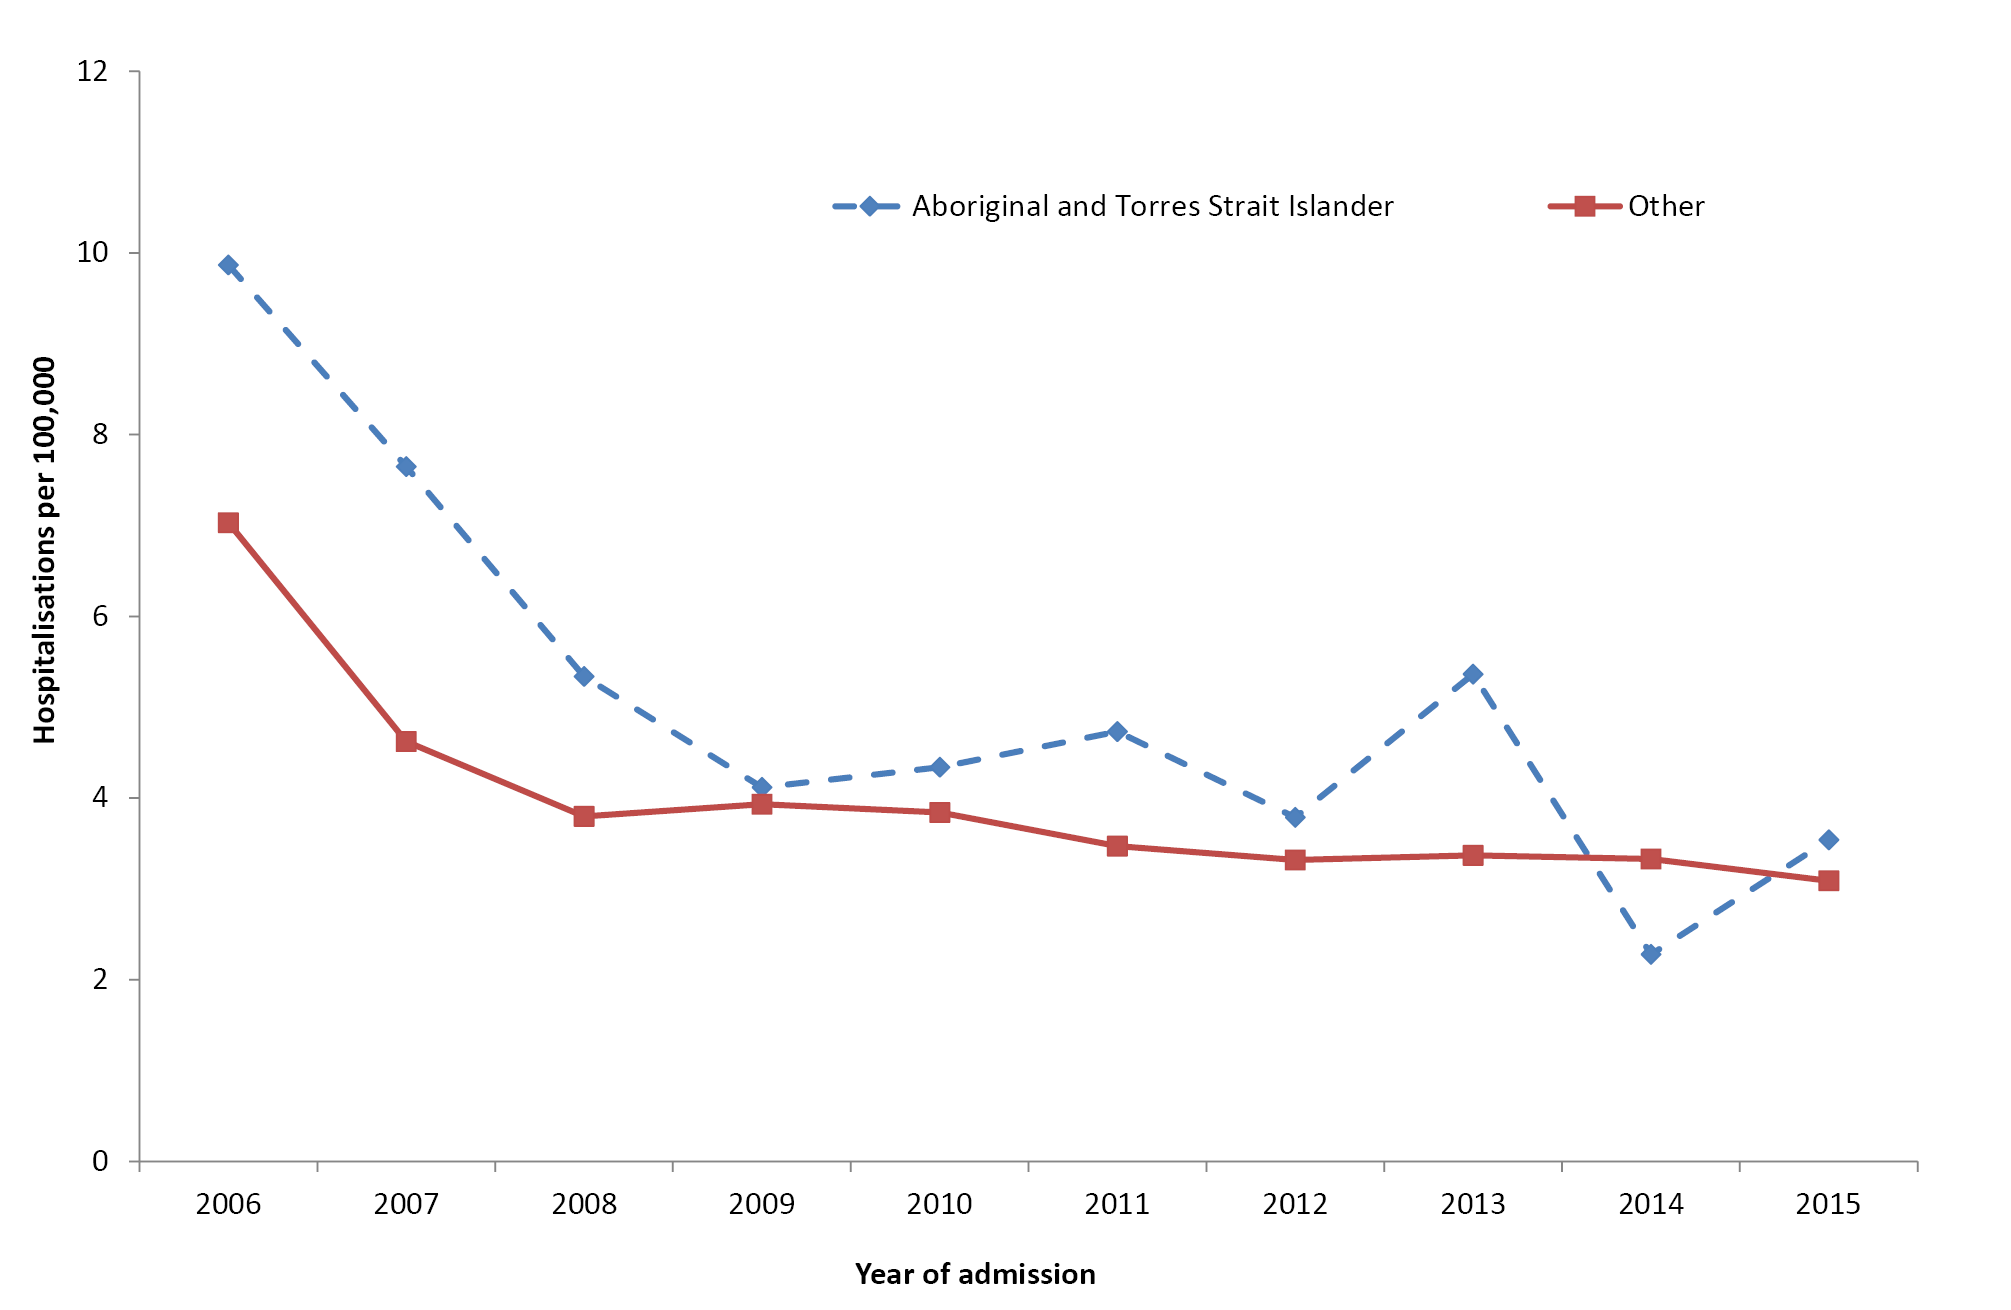 12
Aboriginal and Torres Strait Islander
Other
10
8
6
4
2
0
Hospitalisations per 100,000
2006 2007 2008 2009 2010 2011 2012 2013 2014 2015
Year of admission